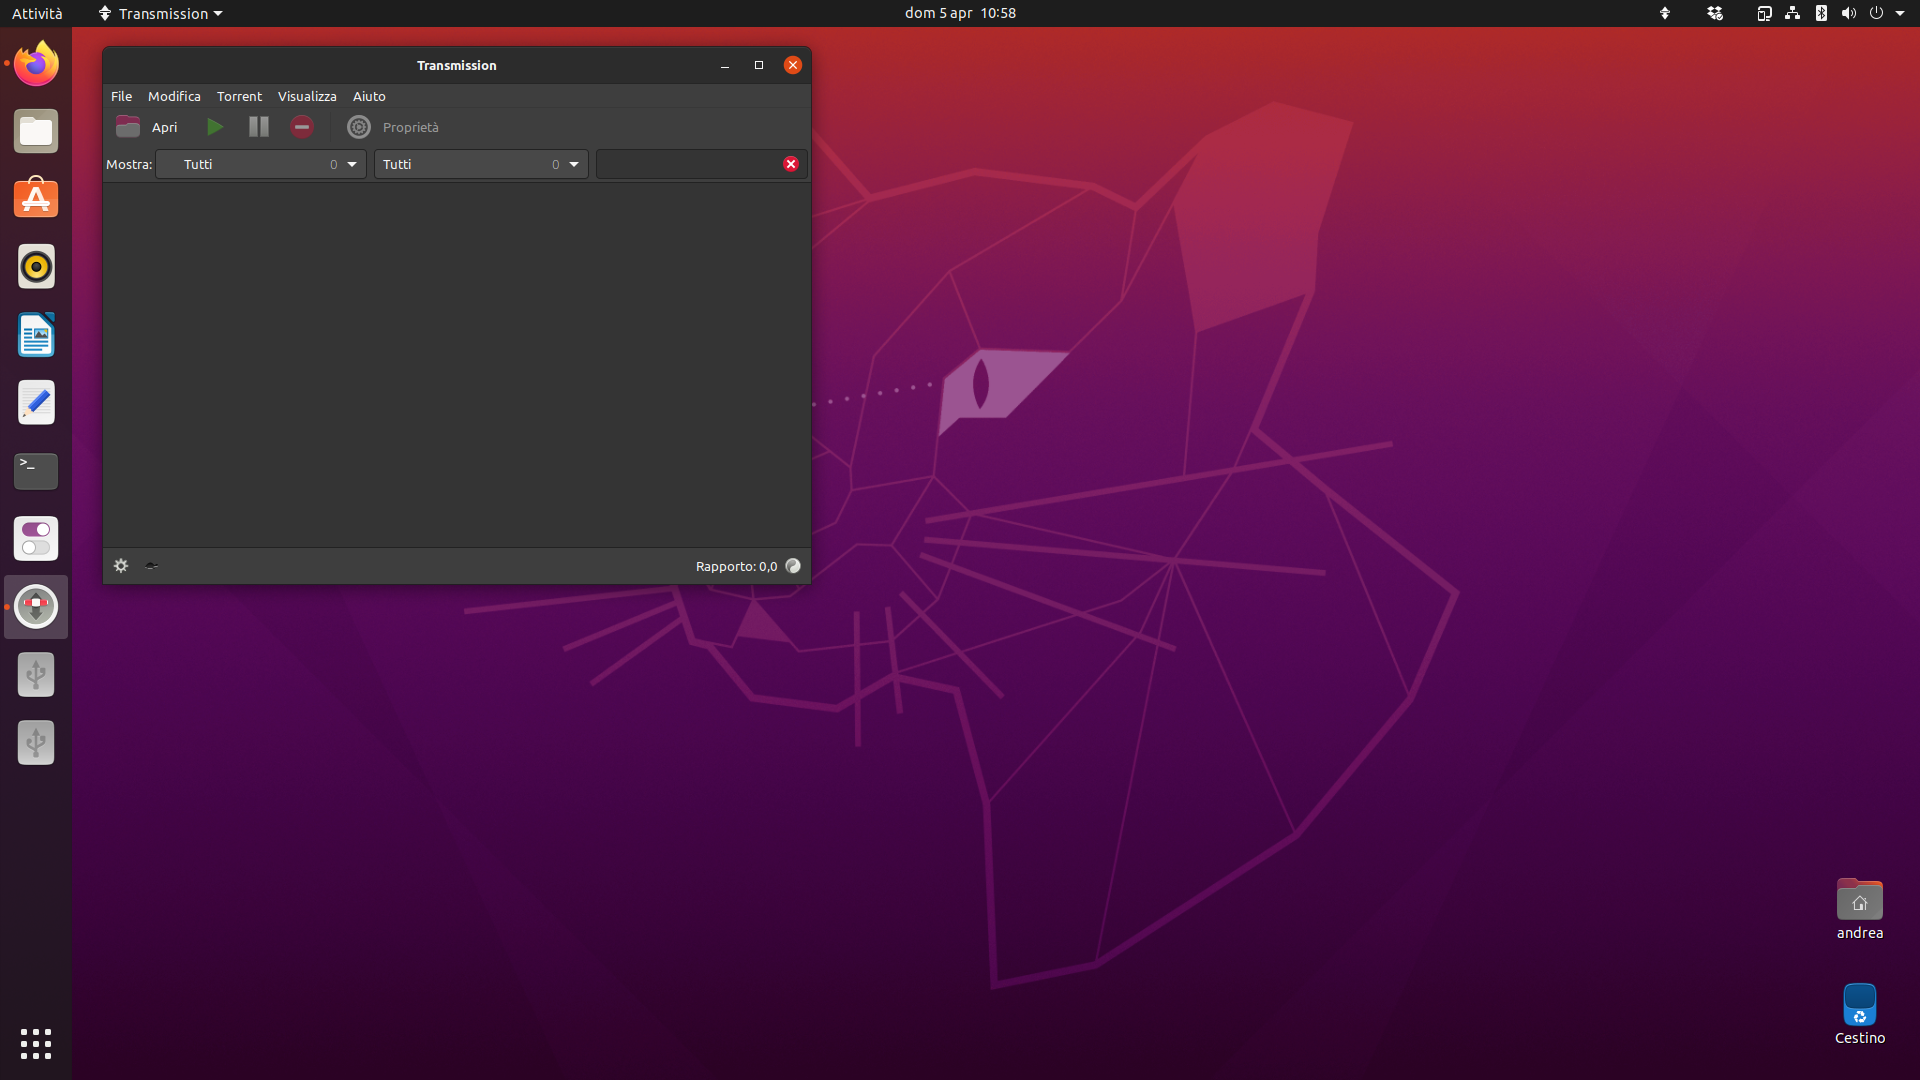 Attività Transmission dom 5 apr 10:58
Transmission
File Modifica Torrent Visualizza Aiuto
Apri Proprietà
Mostra: Tutti 0 Tutti 0
>_
Rapporto: 0,0
andrea
Cestino